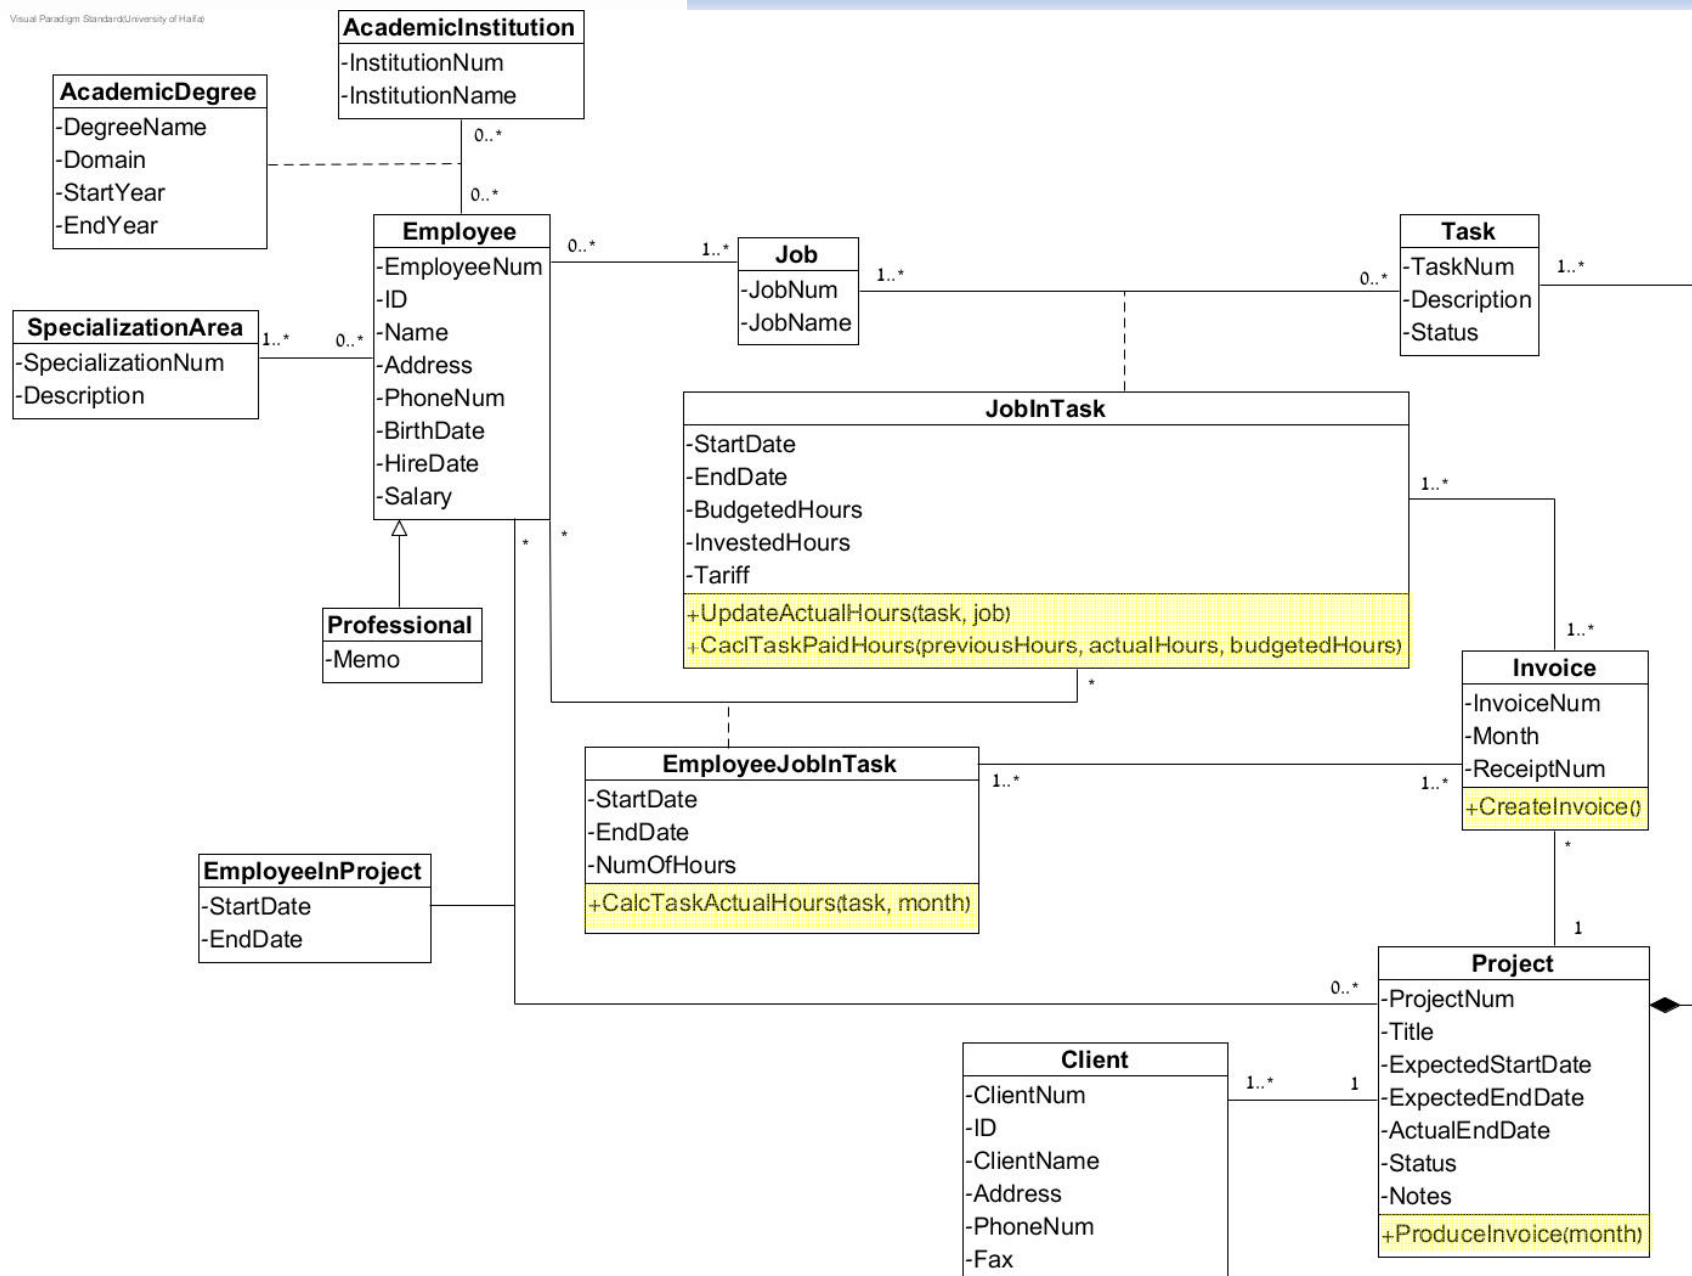 Visual Paradigm Standard(University of Haifa)
AcademicInstitution
-InstitutionNum
-InstitutionName
AcademicDegree
-DegreeName
-Domain
-StartYear
-EndYear
0..*
0..*
Employee
-EmployeeNum
-ID
-Name
-Address
-PhoneNum
-BirthDate
-HireDate
-Salary
0..*
1..*
Job
-JobNum
-JobName
1..*
0..*
Task
-TaskNum
-Description
-Status
1..*
SpecializationArea
-SpecializationNum
-Description
1..*
0..*
JobInTask
-StartDate
-EndDate
-BudgetedHours
-InvestedHours
-Tariff
+UpdateActualHours(task, job)
+CaclTaskPaidHours(previousHours, actualHours, budgetedHours)
1..*
1..*
*
*
*
Professional
-Memo
Invoice
-InvoiceNum
-Month
-ReceiptNum
+CreateInvoice()
EmployeeJobInTask
-StartDate
-EndDate
-NumOfHours
+CalcTaskActualHours(task, month)
1..*
1..*
EmployeeInProject
-StartDate
-EndDate
*
1
0..*
Project
-ProjectNum
-Title
-ExpectedStartDate
-ExpectedEndDate
-ActualEndDate
-Status
-Notes
+ProduceInvoice(month)
Client
-ClientNum
-ID
-ClientName
-Address
-PhoneNum
-Fax
1..*
1